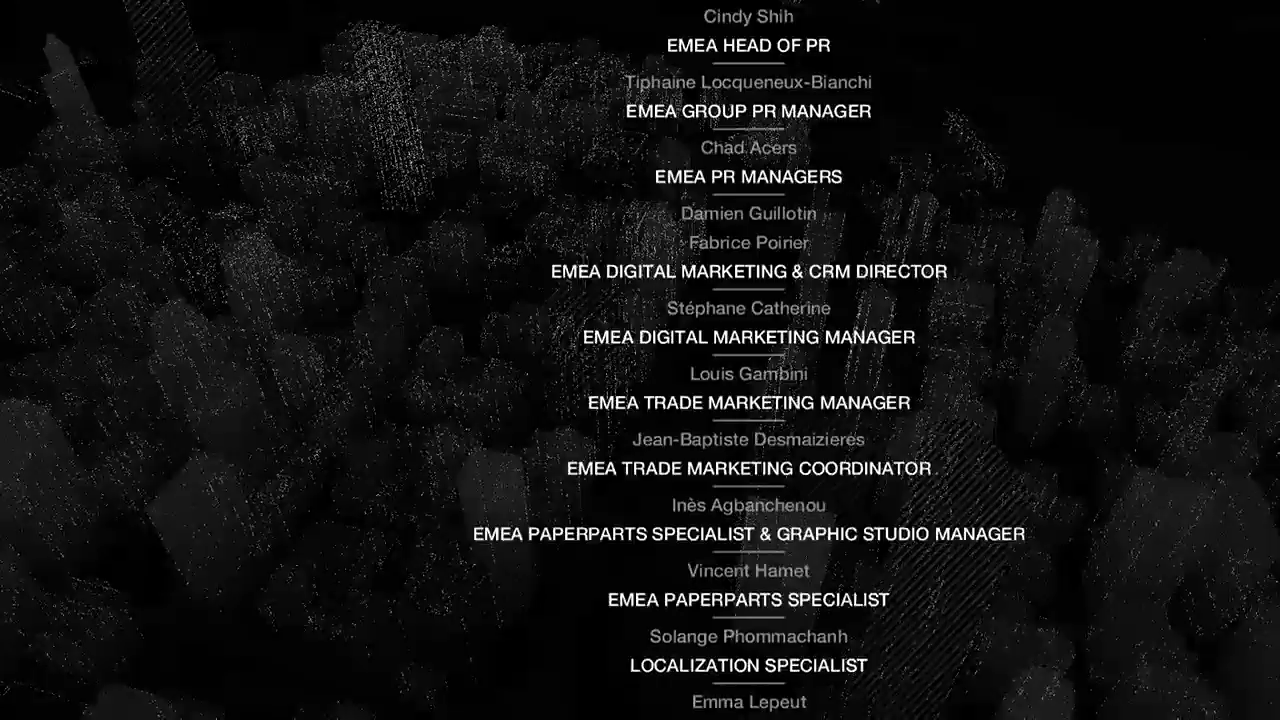 Cindy Shih
EMEA HEAD OF PR
Tiphaine Locqueneux-Bianchi
EMEA GROUP PR MANAGER
Chad Acers
EMEA PR MANAGERS
Damien Guillotin
Fabrice Poirier
EMEA DIGITAL MARKETING & CRM DIRECTOR
Stéphane Catherine
EMEA DIGITAL MARKETING MANAGER
Louis Gambini
EMEA TRADE MARKETING MANAGER
Jean-Baptiste Desmaizieres
EMEA TRADE MARKETING COORDINATOR
Inès Agbanchenou
EMEA PAPERPARTS SPECIALIST & GRAPHIC STUDIO MANAGER
Vincent Hamet
EMEA PAPERPARTS SPECIALIST
Solange Phommachanh
LOCALIZATION SPECIALIST
Emma Lepeut